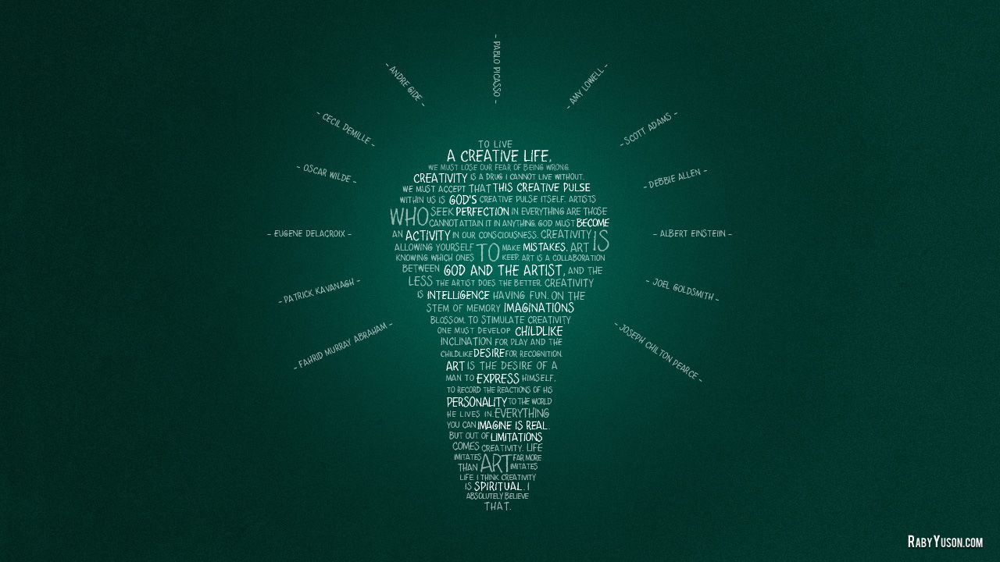 - PABLO PICASSO -
- ANDRE GIDE -
- AMY LOWELL -
- CECIL DEMILLE -
- SCOTT ADAMS -
- OSCAR WILDE -
- DEBBIE ALLEN -
- EUGENE DELACROIX -
- ALBERT EINSTEIIN -
- PATRICK KAVANAGH -
- JOEL GOLDSMITH -
- FAHRID MURRAY ABRAHAM -
- JOSEPH CHILTON PEARCE -
TO LIVE
A CREATIVE LIFE,
WE MUST LOSE OUR FEAR OF BEING WRONG.
CREATIVITY IS A DRUG I CANNOT LIVE WITHOUT.
WE MUST ACCEPT THAT THIS CREATIVE PULSE
WITHIN US IS GOD'S CREATIVE PULSE ITSELF. ARTISTS
WHO SEEK PERFECTION IN EVERYTHING ARE THOSE
CANNOT ATTAIN IT IN ANYTHING. GOD MUST BECOME
AN ACTIVITY IN OUR CONSCIOUSNESS. CREATIVITY IS
ALLOWING YOURSELF TO MAKE MISTAKES. ART
KNOWING WHICH ONES KEEP. ART IS A COLLABORATION
BETWEEN GOD AND THE ARTIST, AND THE
LESS THE ARTIST DOES THE BETTER. CREATIVITY
IS INTELLIGENCE HAVING FUN. ON THE
STEM OF MEMORY IMAGINATIONS
BLOSSOM. TO STIMULATE CREATIVITY
ONE MUST DEVELOP CHILDLIKE
INCLINATION FOR PLAY AND THE
CHILDLIKE DESIRE FOR RECOGNITION.
ART IS THE DESIRE OF A
MAN TO EXPRESS HIMSELF,
TO RECORD THE REACTIONS OF HIS
PERSONALITY TO THE WORLD
HE LIVES IN. EVERYTHING
YOU CAN IMAGINE IS REAL.
BUT OUT OF LIMITATIONS
COMES CREATIVITY. LIFE
IMITATES ART FAR MORE
THAN IMITATES
LIFE. I THINK CREATIVITY
IS SPIRITUAL. I
ABSOLUTELY BELIEVE
THAT.
RABYYUSON.COM